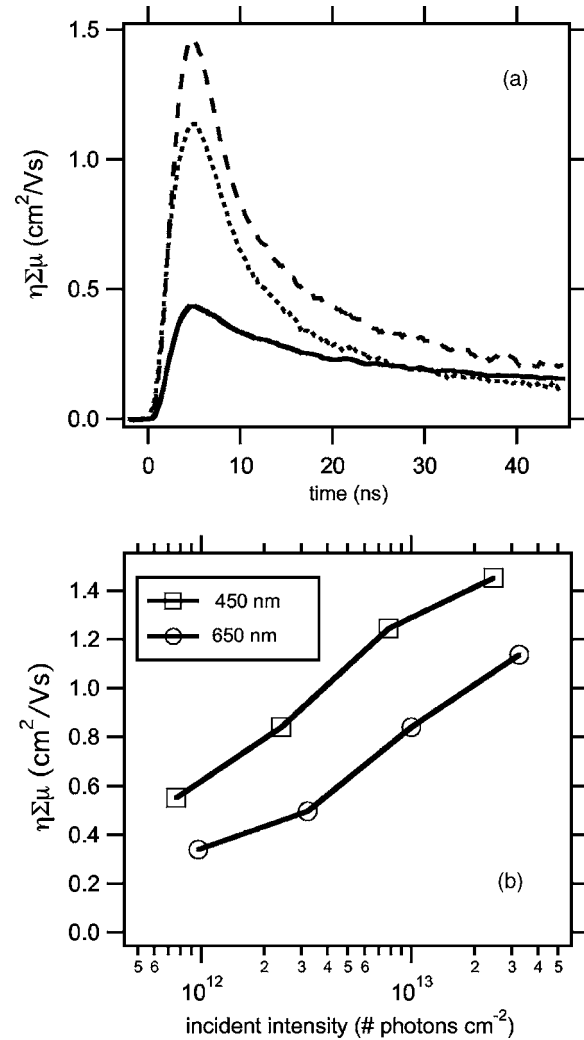 1.5
(a)
1.0
ηΣμ (cm²/Vs)
0.5
0.0
0 10 20 30 40
time (ns)
1.4
450 nm
1.2
650 nm
1.0
ηΣμ (cm²/Vs)
0.8
0.6
0.4
0.2
(b)
0.0
5 6 2 3 4 5 6 2 3 4 5
10¹² 10¹³
incident intensity (# photons cm⁻²)